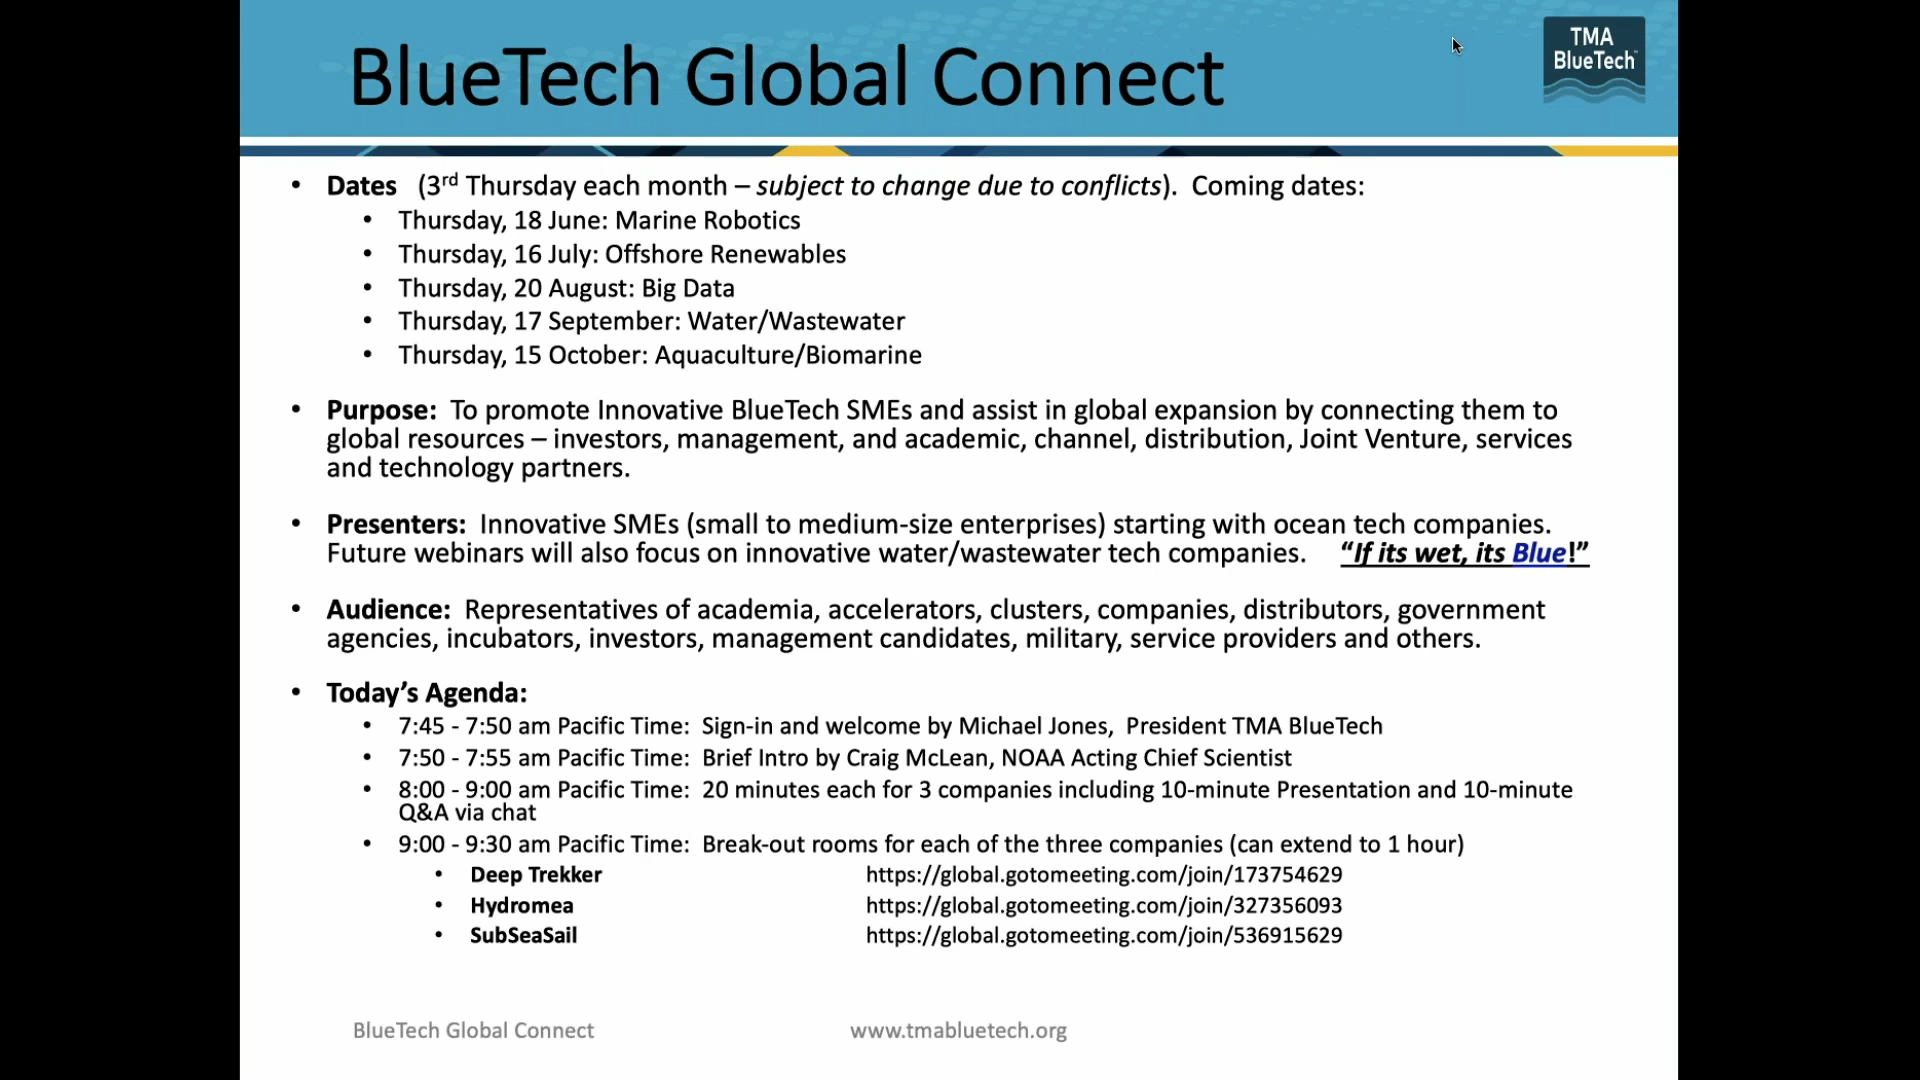 BlueTech Global Connect
TMA
BlueTech
• Dates (3rd Thursday each month – subject to change due to conflicts). Coming dates:
• Thursday, 18 June: Marine Robotics
• Thursday, 16 July: Offshore Renewables
• Thursday, 20 August: Big Data
• Thursday, 17 September: Water/Wastewater
• Thursday, 15 October: Aquaculture/Biomarine
• Purpose: To promote Innovative BlueTech SMEs and assist in global expansion by connecting them to
global resources – investors, management, and academic, channel, distribution, Joint Venture, services
and technology partners.
• Presenters: Innovative SMEs (small to medium-size enterprises) starting with ocean tech companies.
Future webinars will also focus on innovative water/wastewater tech companies. “If its wet, its Blue!”
• Audience: Representatives of academia, accelerators, clusters, companies, distributors, government
agencies, incubators, investors, management candidates, military, service providers and others.
• Today’s Agenda:
• 7:45 - 7:50 am Pacific Time: Sign-in and welcome by Michael Jones, President TMA BlueTech
• 7:50 - 7:55 am Pacific Time: Brief Intro by Craig McLean, NOAA Acting Chief Scientist
• 8:00 - 9:00 am Pacific Time: 20 minutes each for 3 companies including 10-minute Presentation and 10-minute
Q&A via chat
• 9:00 - 9:30 am Pacific Time: Break-out rooms for each of the three companies (can extend to 1 hour)
• Deep Trekker https://global.gotomeeting.com/join/173754629
• Hydromea https://global.gotomeeting.com/join/327356093
• SubSeaSail https://global.gotomeeting.com/join/536915629
BlueTech Global Connect www.tmabluetech.org